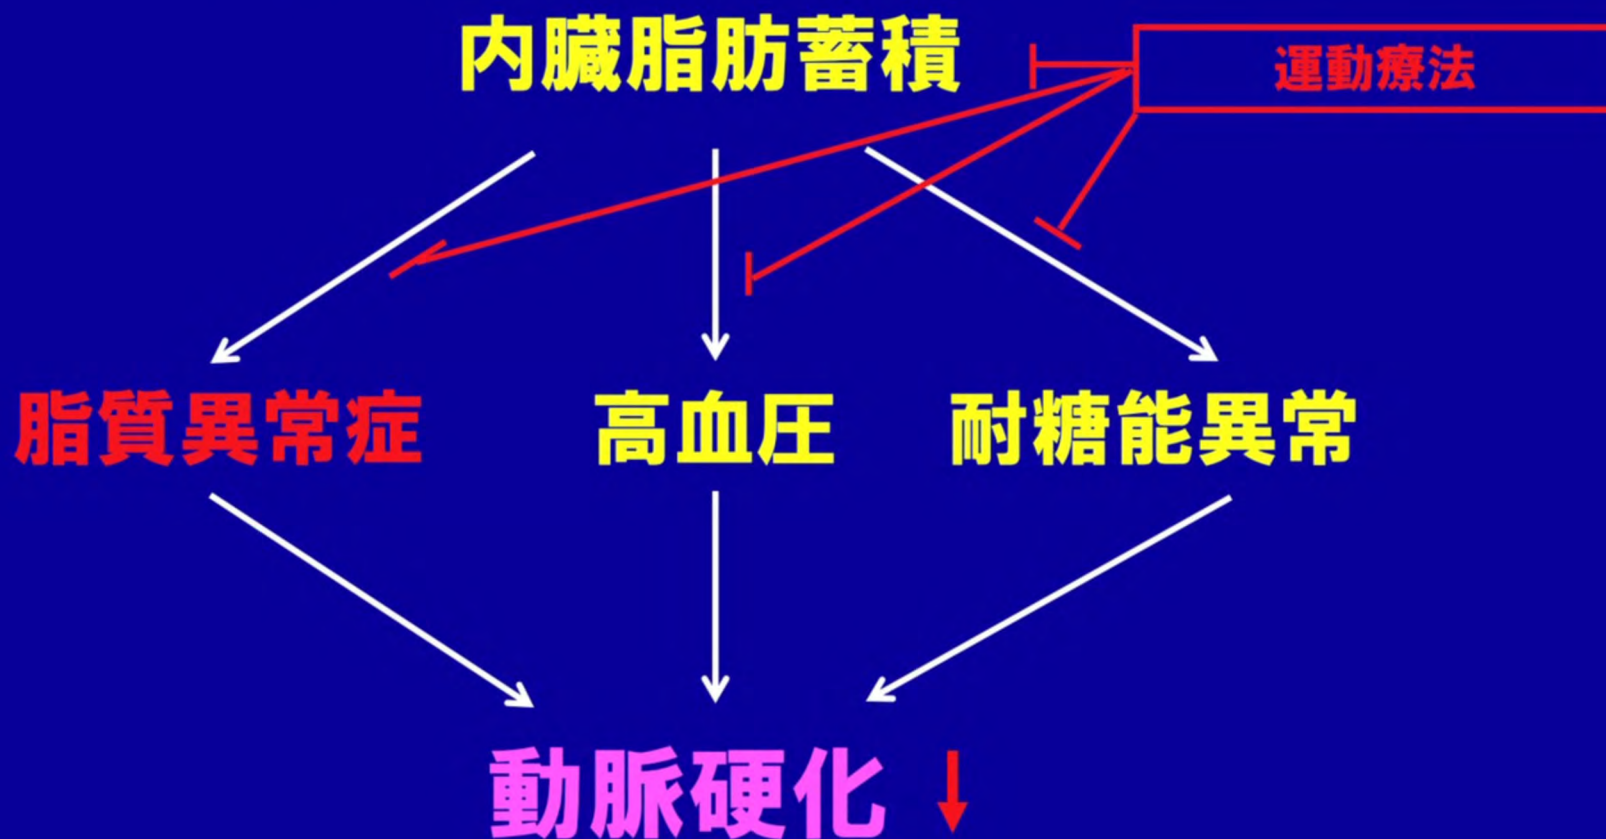 内臓脂肪蓄積
運動療法
脂質異常症
高血圧
耐糖能異常
動脈硬化